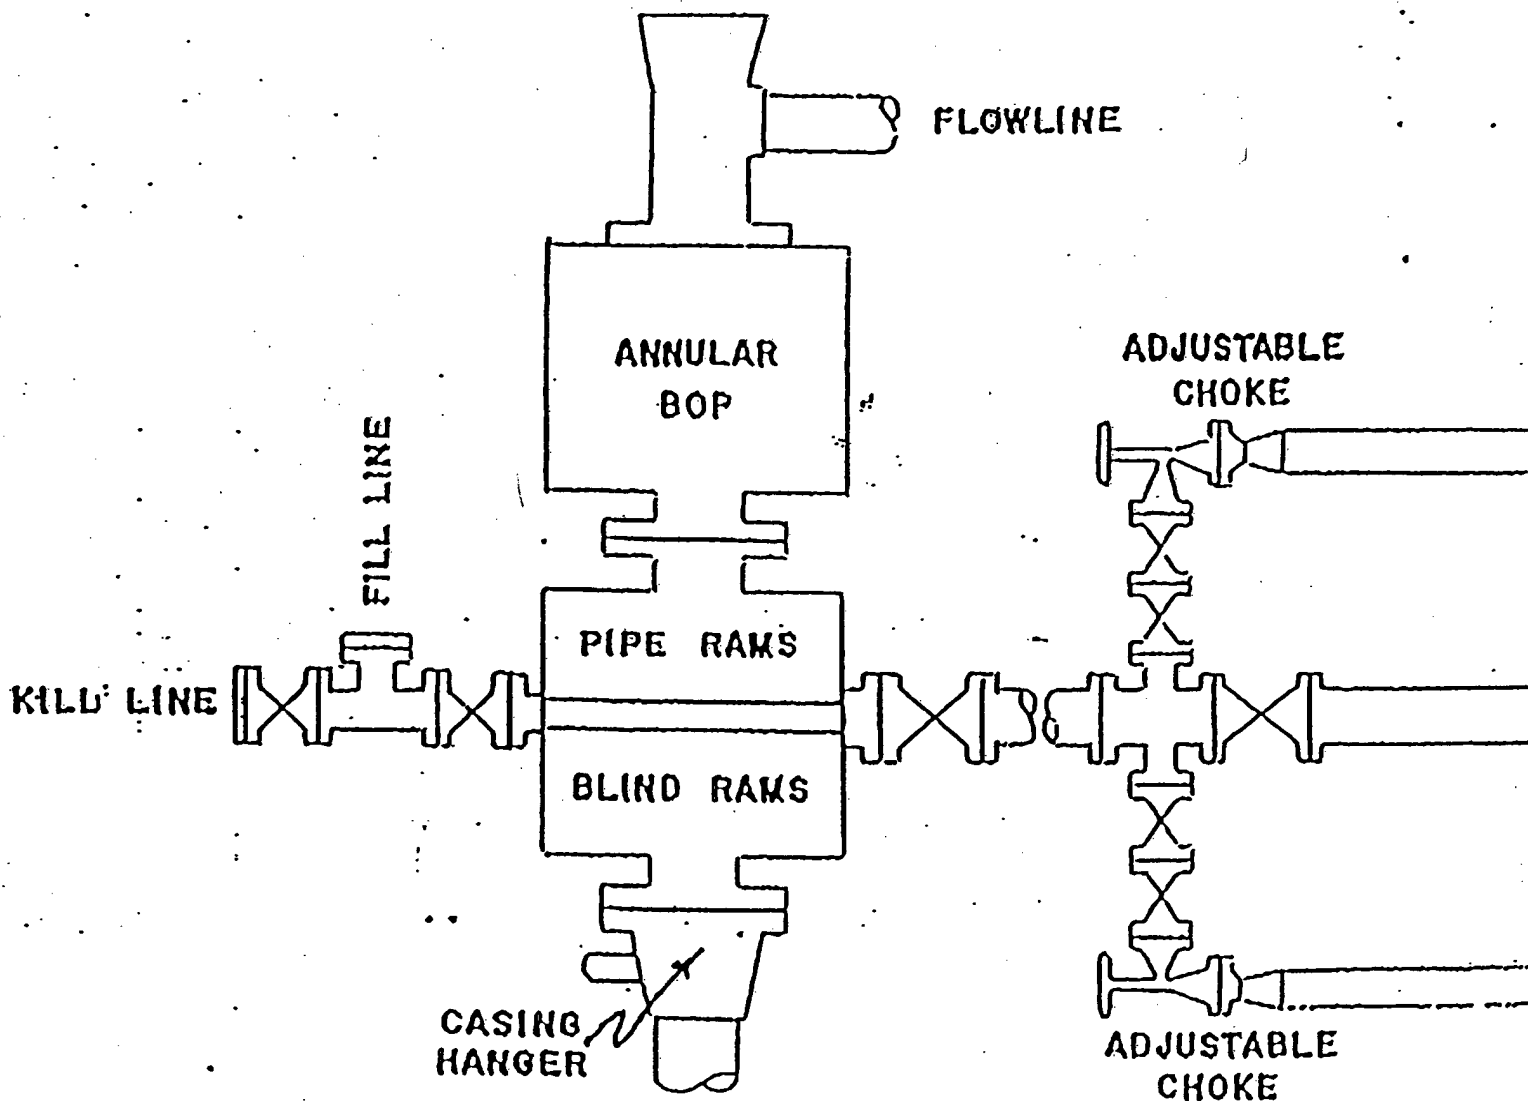 FLOWLINE
ANNULAR
BOP
ADJUSTABLE
CHOKE
FILL LINE
PIPE RAMS
KILL LINE
BLIND RAMS
CASING
HANGER
ADJUSTABLE
CHOKE